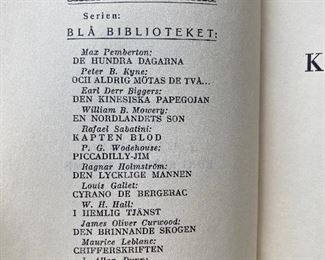 Serien:
BLÅ BIBLIOTEKET:
Max Pemberton:
DE HUNDRA DAGARNA
Peter B. Kyne:
OCH ALDRIG MÖTAS DE TVÅ...
Earl Derr Biggers:
DEN KINESISKA PAPEGOJAN
William B. Mowery:
EN NORDLANDETS SON
Rafael Sabatini:
KAPTEN BLOD
P. G. Wodehouse:
PICCADILLY-JIM
Ragnar Holmström:
DEN LYCKLIGE MANNEN
Louis Gallet:
CYRANO DE BERGERAC
W. H. Hall:
I HEMLIG TJÄNST
James Oliver Curwood:
DEN BRINNANDE SKOGEN
Maurice Leblanc:
CHIFFERSKRIFTEN
K